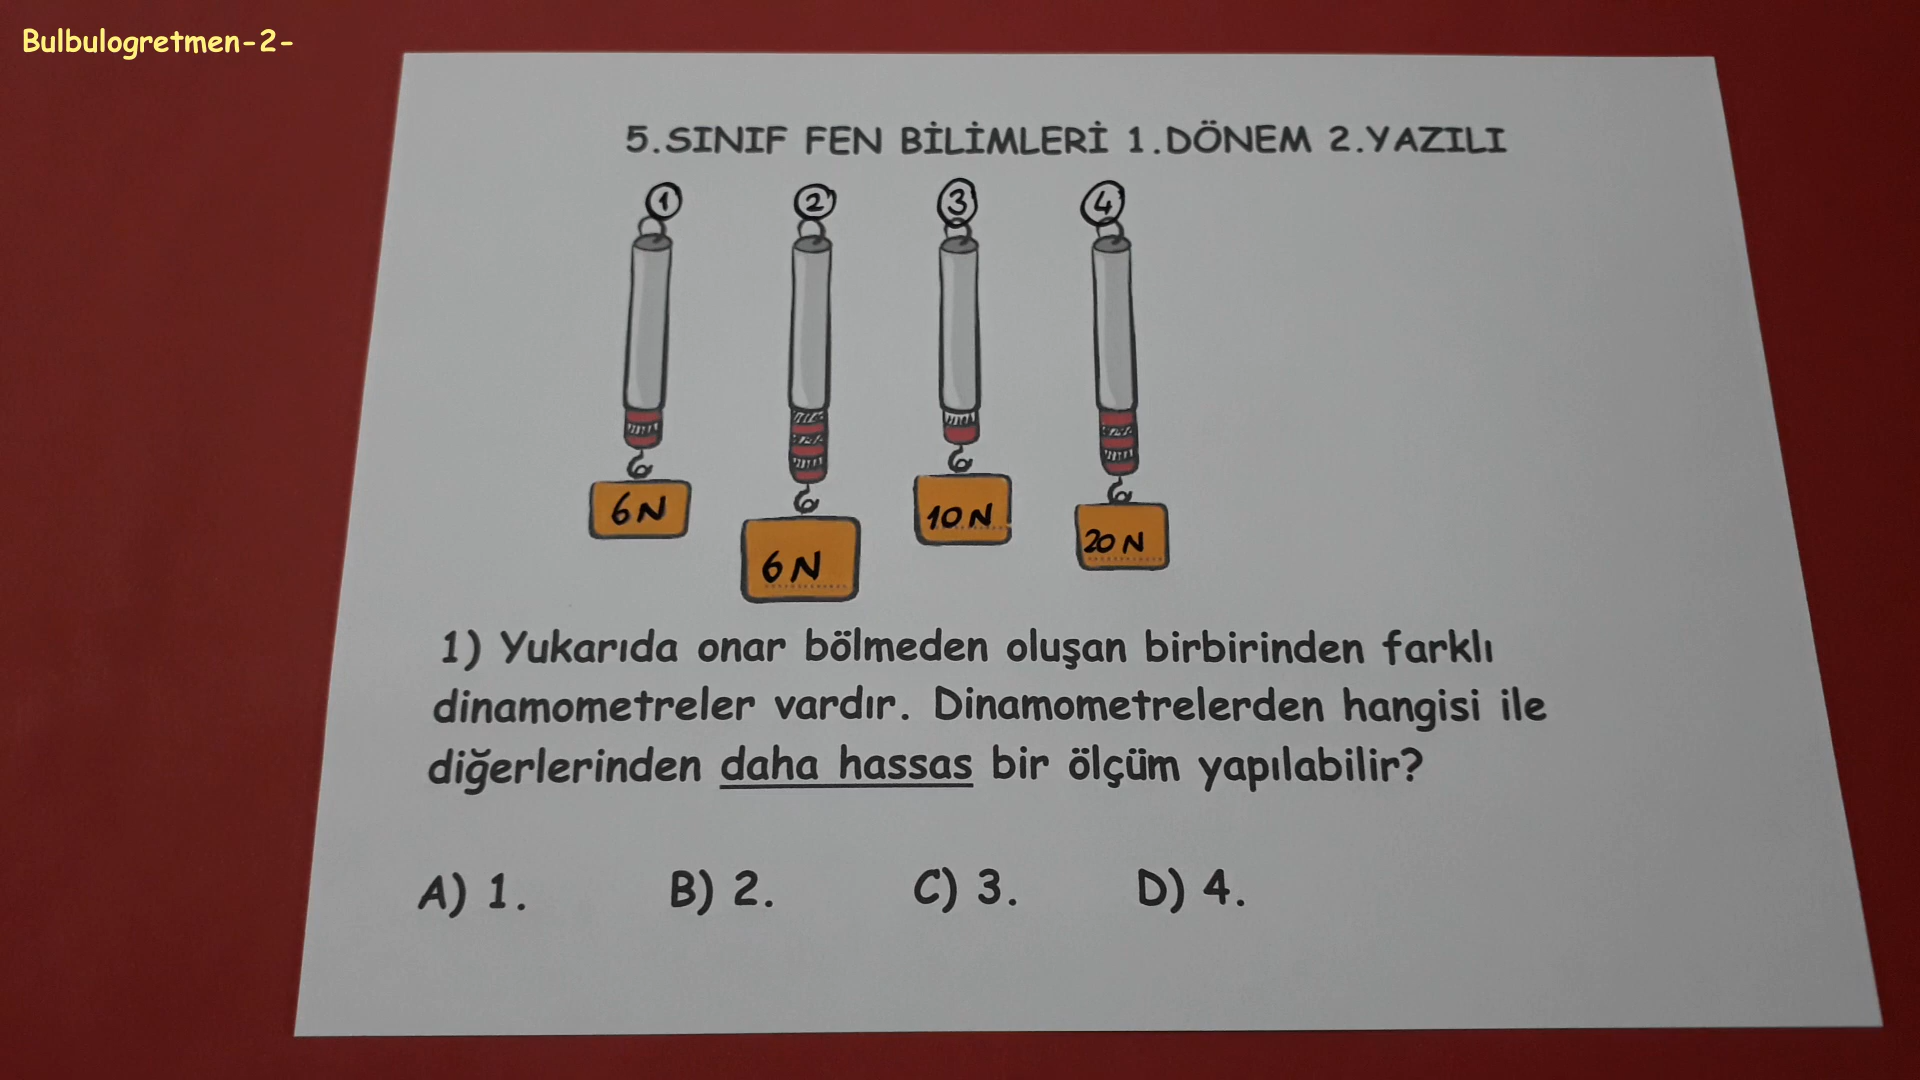 Bulbulogretmen-2-
5.SINIF FEN BİLİMLERİ 1.DÖNEM 2.YAZILI
1 2 3 4
6N 6N 10N 20N
1) Yukarıda onar bölmeden oluşan birbirinden farklı
dinamometreler vardır. Dinamometrelerden hangisi ile
diğerlerinden daha hassas bir ölçüm yapılabilir?
A) 1. B) 2. C) 3. D) 4.